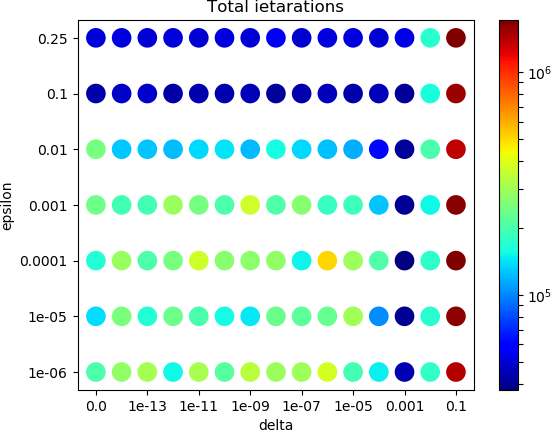 Total ietarations
epsilon
0.25
0.1
0.01
0.001
0.0001
1e-05
1e-06
0.0 1e-13 1e-11 1e-09 1e-07 1e-05 0.001 0.1
delta
10^6
10^5